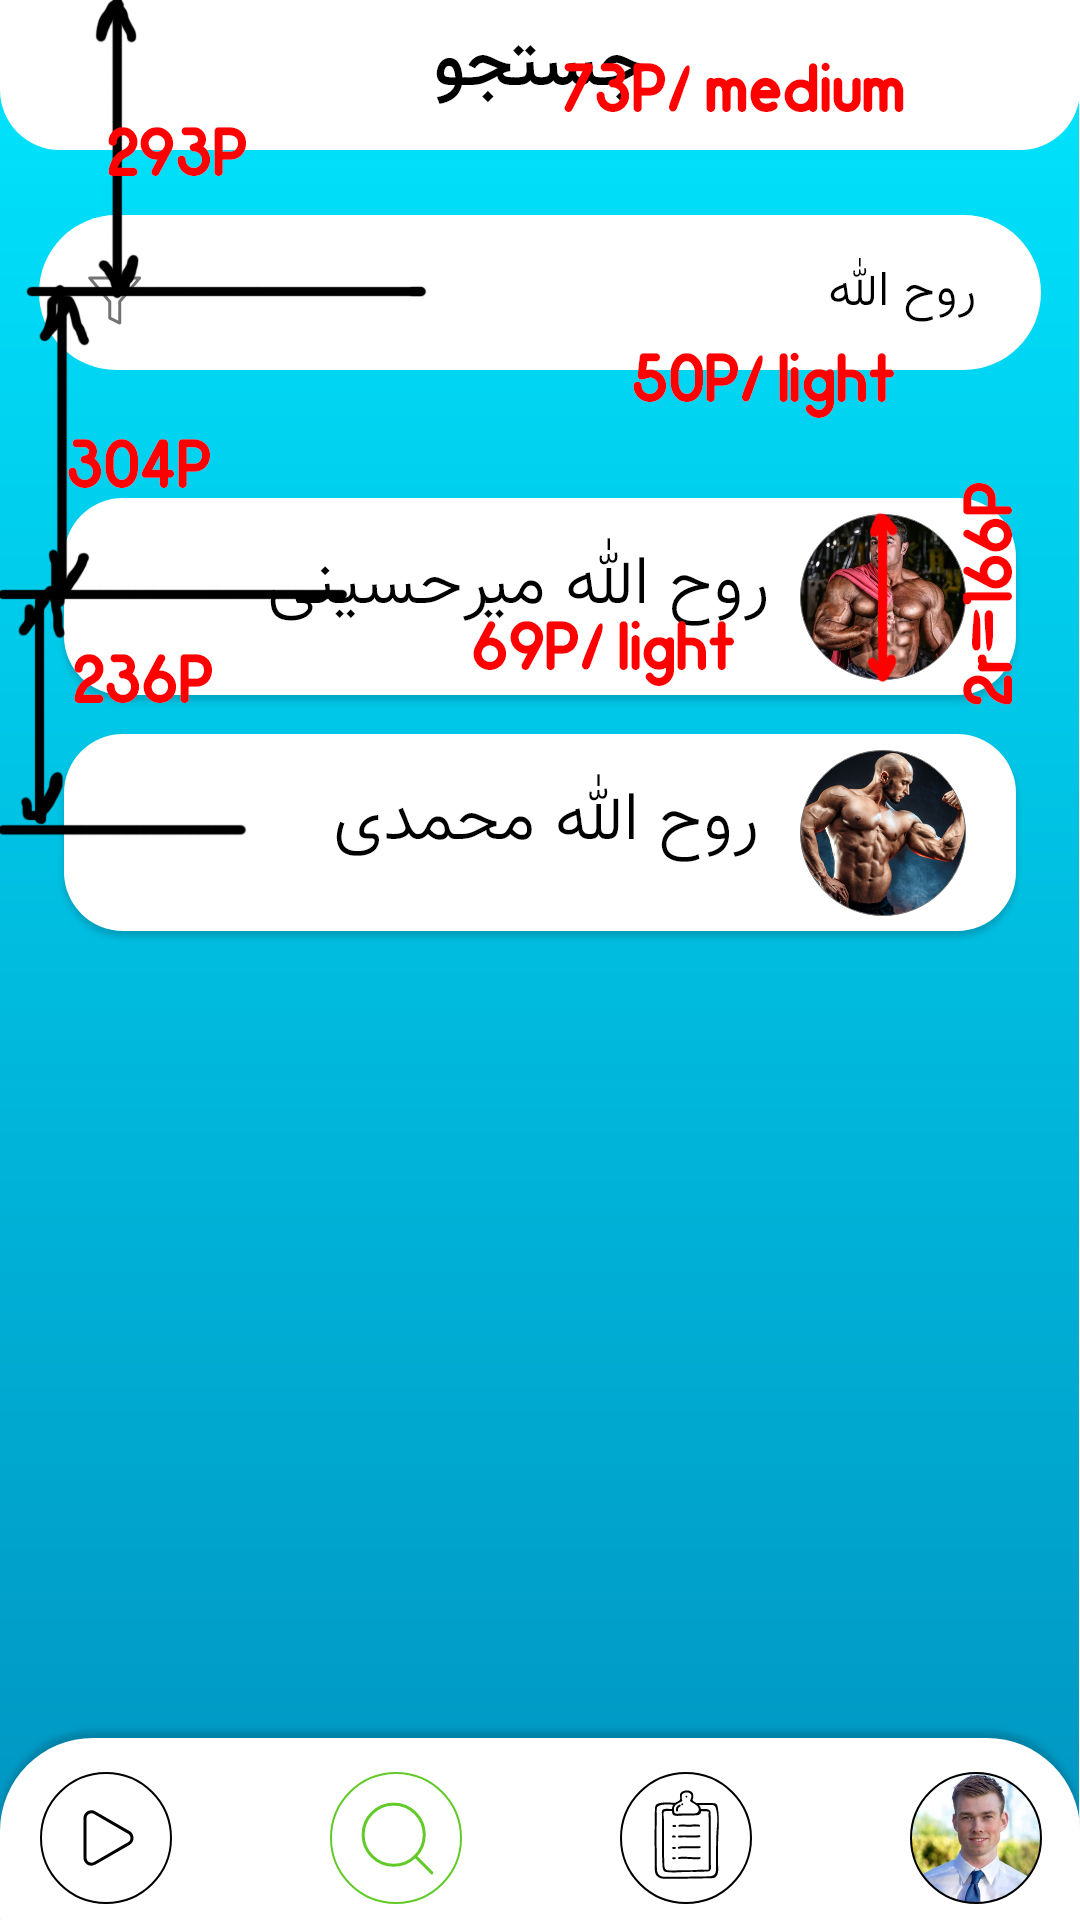 جستجو
73P/ medium
293P
روح الله
50P/ light
304P
روح الله میرحسینی
2r=166P
69P/ light
236P
روح الله محمدی